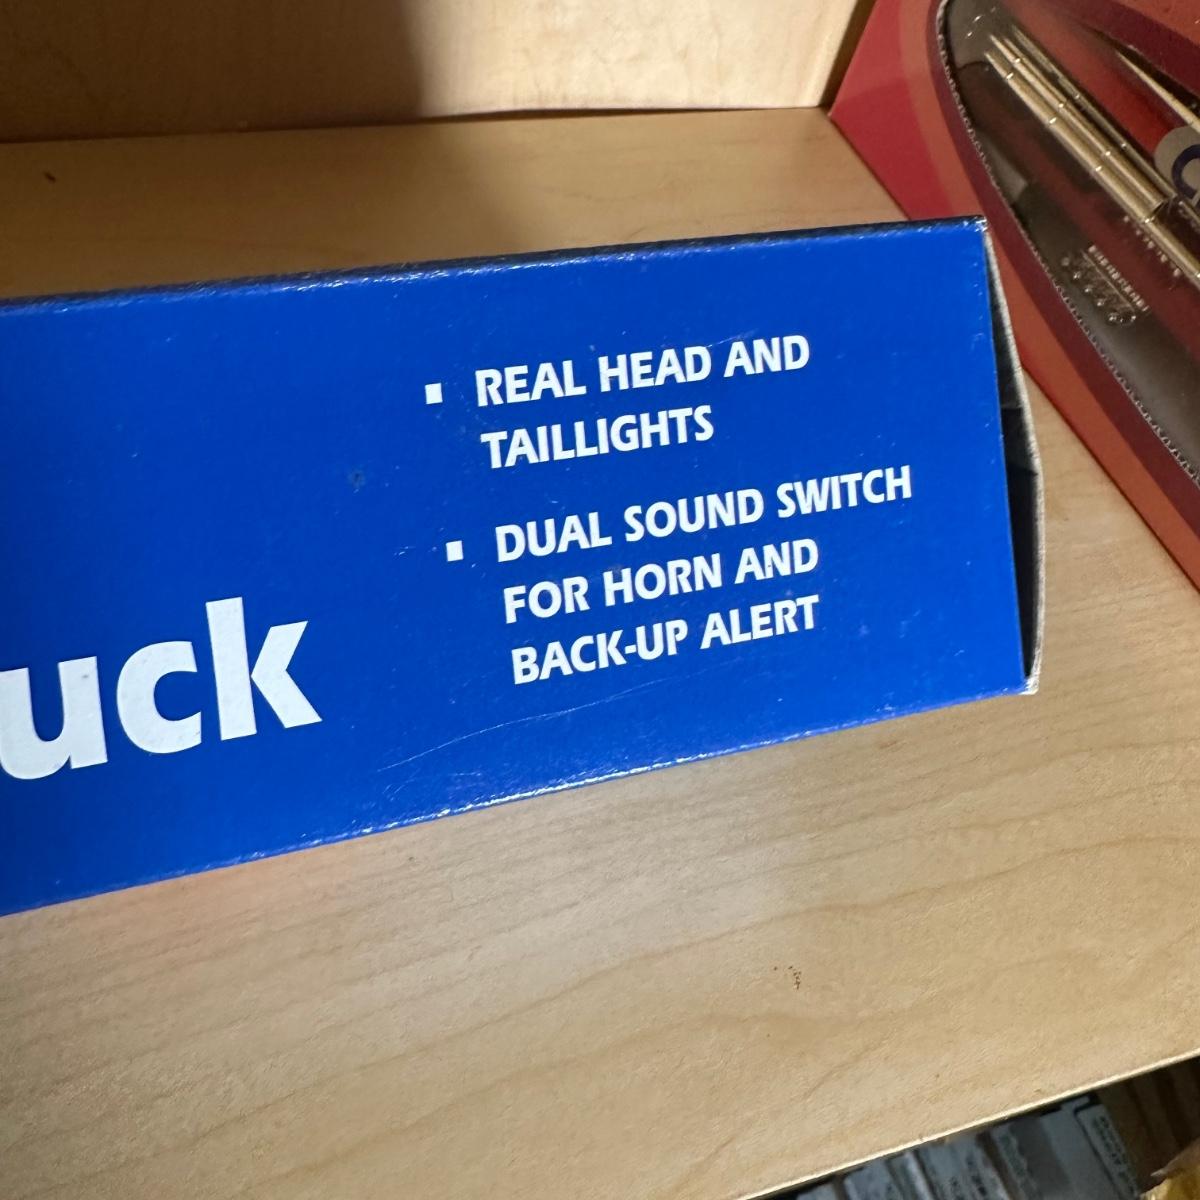 ▪ REAL HEAD AND
TAILLIGHTS
▪ DUAL SOUND SWITCH
FOR HORN AND
BACK-UP ALERT
uck